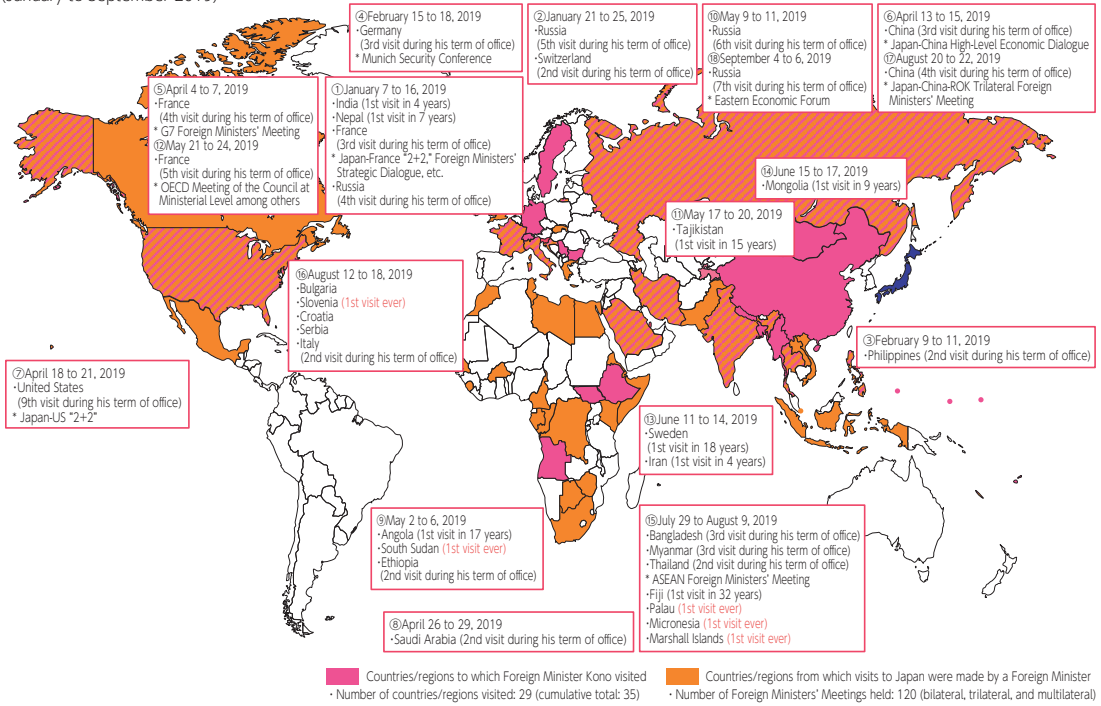 (January to September 2019)
④February 15 to 18, 2019
・Germany
(3rd visit during his term of office)
* Munich Security Conference
②January 21 to 25, 2019
・Russia
(5th visit during his term of office)
・Switzerland
(2nd visit during his term of office)
⑩May 9 to 11, 2019
・Russia
(6th visit during his term of office)
⑱September 4 to 6, 2019
・Russia
(7th visit during his term of office)
* Eastern Economic Forum
⑥April 13 to 15, 2019
・China (3rd visit during his term of office)
* Japan-China High-Level Economic Dialogue
⑰August 20 to 22, 2019
・China (4th visit during his term of office)
* Japan-China-ROK Trilateral Foreign
Ministers' Meeting
⑤April 4 to 7, 2019
・France
(4th visit during his term of office)
* G7 Foreign Ministers' Meeting
⑫May 21 to 24, 2019
・France
(5th visit during his term of office)
* OECD Meeting of the Council at
Ministerial Level among others
①January 7 to 16, 2019
・India (1st visit in 4 years)
・Nepal (1st visit in 7 years)
・France
(3rd visit during his term of office)
* Japan-France "2+2," Foreign Ministers'
Strategic Dialogue, etc.
・Russia
(4th visit during his term of office)
⑭June 15 to 17, 2019
・Mongolia (1st visit in 9 years)
⑪May 17 to 20, 2019
・Tajikistan
(1st visit in 15 years)
⑯August 12 to 18, 2019
・Bulgaria
・Slovenia (1st visit ever)
・Croatia
・Serbia
・Italy
(2nd visit during his term of office)
③February 9 to 11, 2019
・Philippines (2nd visit during his term of office)
⑦April 18 to 21, 2019
・United States
(9th visit during his term of office)
* Japan-US "2+2"
⑬June 11 to 14, 2019
・Sweden
(1st visit in 18 years)
・Iran (1st visit in 4 years)
⑨May 2 to 6, 2019
・Angola (1st visit in 17 years)
・South Sudan (1st visit ever)
・Ethiopia
(2nd visit during his term of office)
⑮July 29 to August 9, 2019
・Bangladesh (3rd visit during his term of office)
・Myanmar (3rd visit during his term of office)
・Thailand (2nd visit during his term of office)
* ASEAN Foreign Ministers' Meeting
・Fiji (1st visit in 32 years)
・Palau (1st visit ever)
・Micronesia (1st visit ever)
・Marshall Islands (1st visit ever)
⑧April 26 to 29, 2019
・Saudi Arabia (2nd visit during his term of office)
Countries/regions to which Foreign Minister Kono visited
・Number of countries/regions visited: 29 (cumulative total: 35)
Countries/regions from which visits to Japan were made by a Foreign Minister
・Number of Foreign Ministers' Meetings held: 120 (bilateral, trilateral, and multilateral)